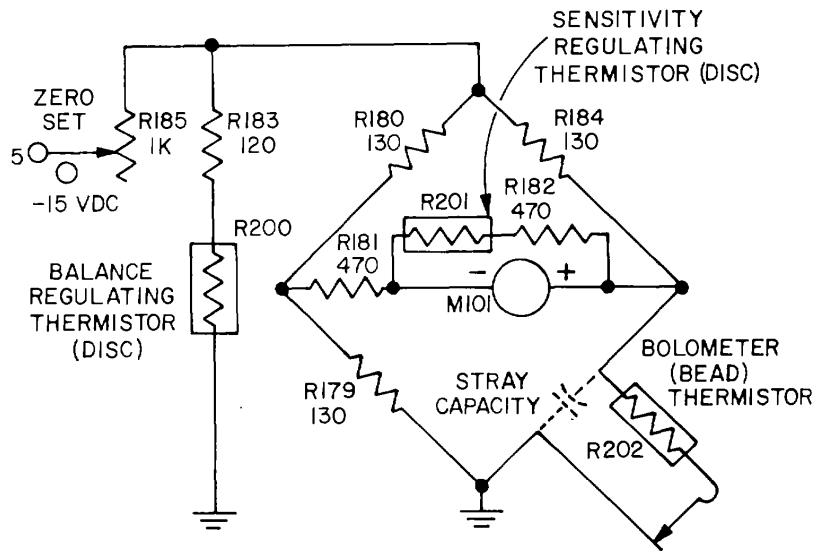 SENSITIVITY
REGULATING
THERMISTOR (DISC)
ZERO
SET
5
-15 VDC
R185
1K
R183
120
R180
130
R184
130
R201
R182
470
R181
470
- +
M101
R200
BALANCE
REGULATING
THERMISTOR
(DISC)
R179
130
STRAY
CAPACITY
BOLOMETER
(BEAD)
THERMISTOR
R202